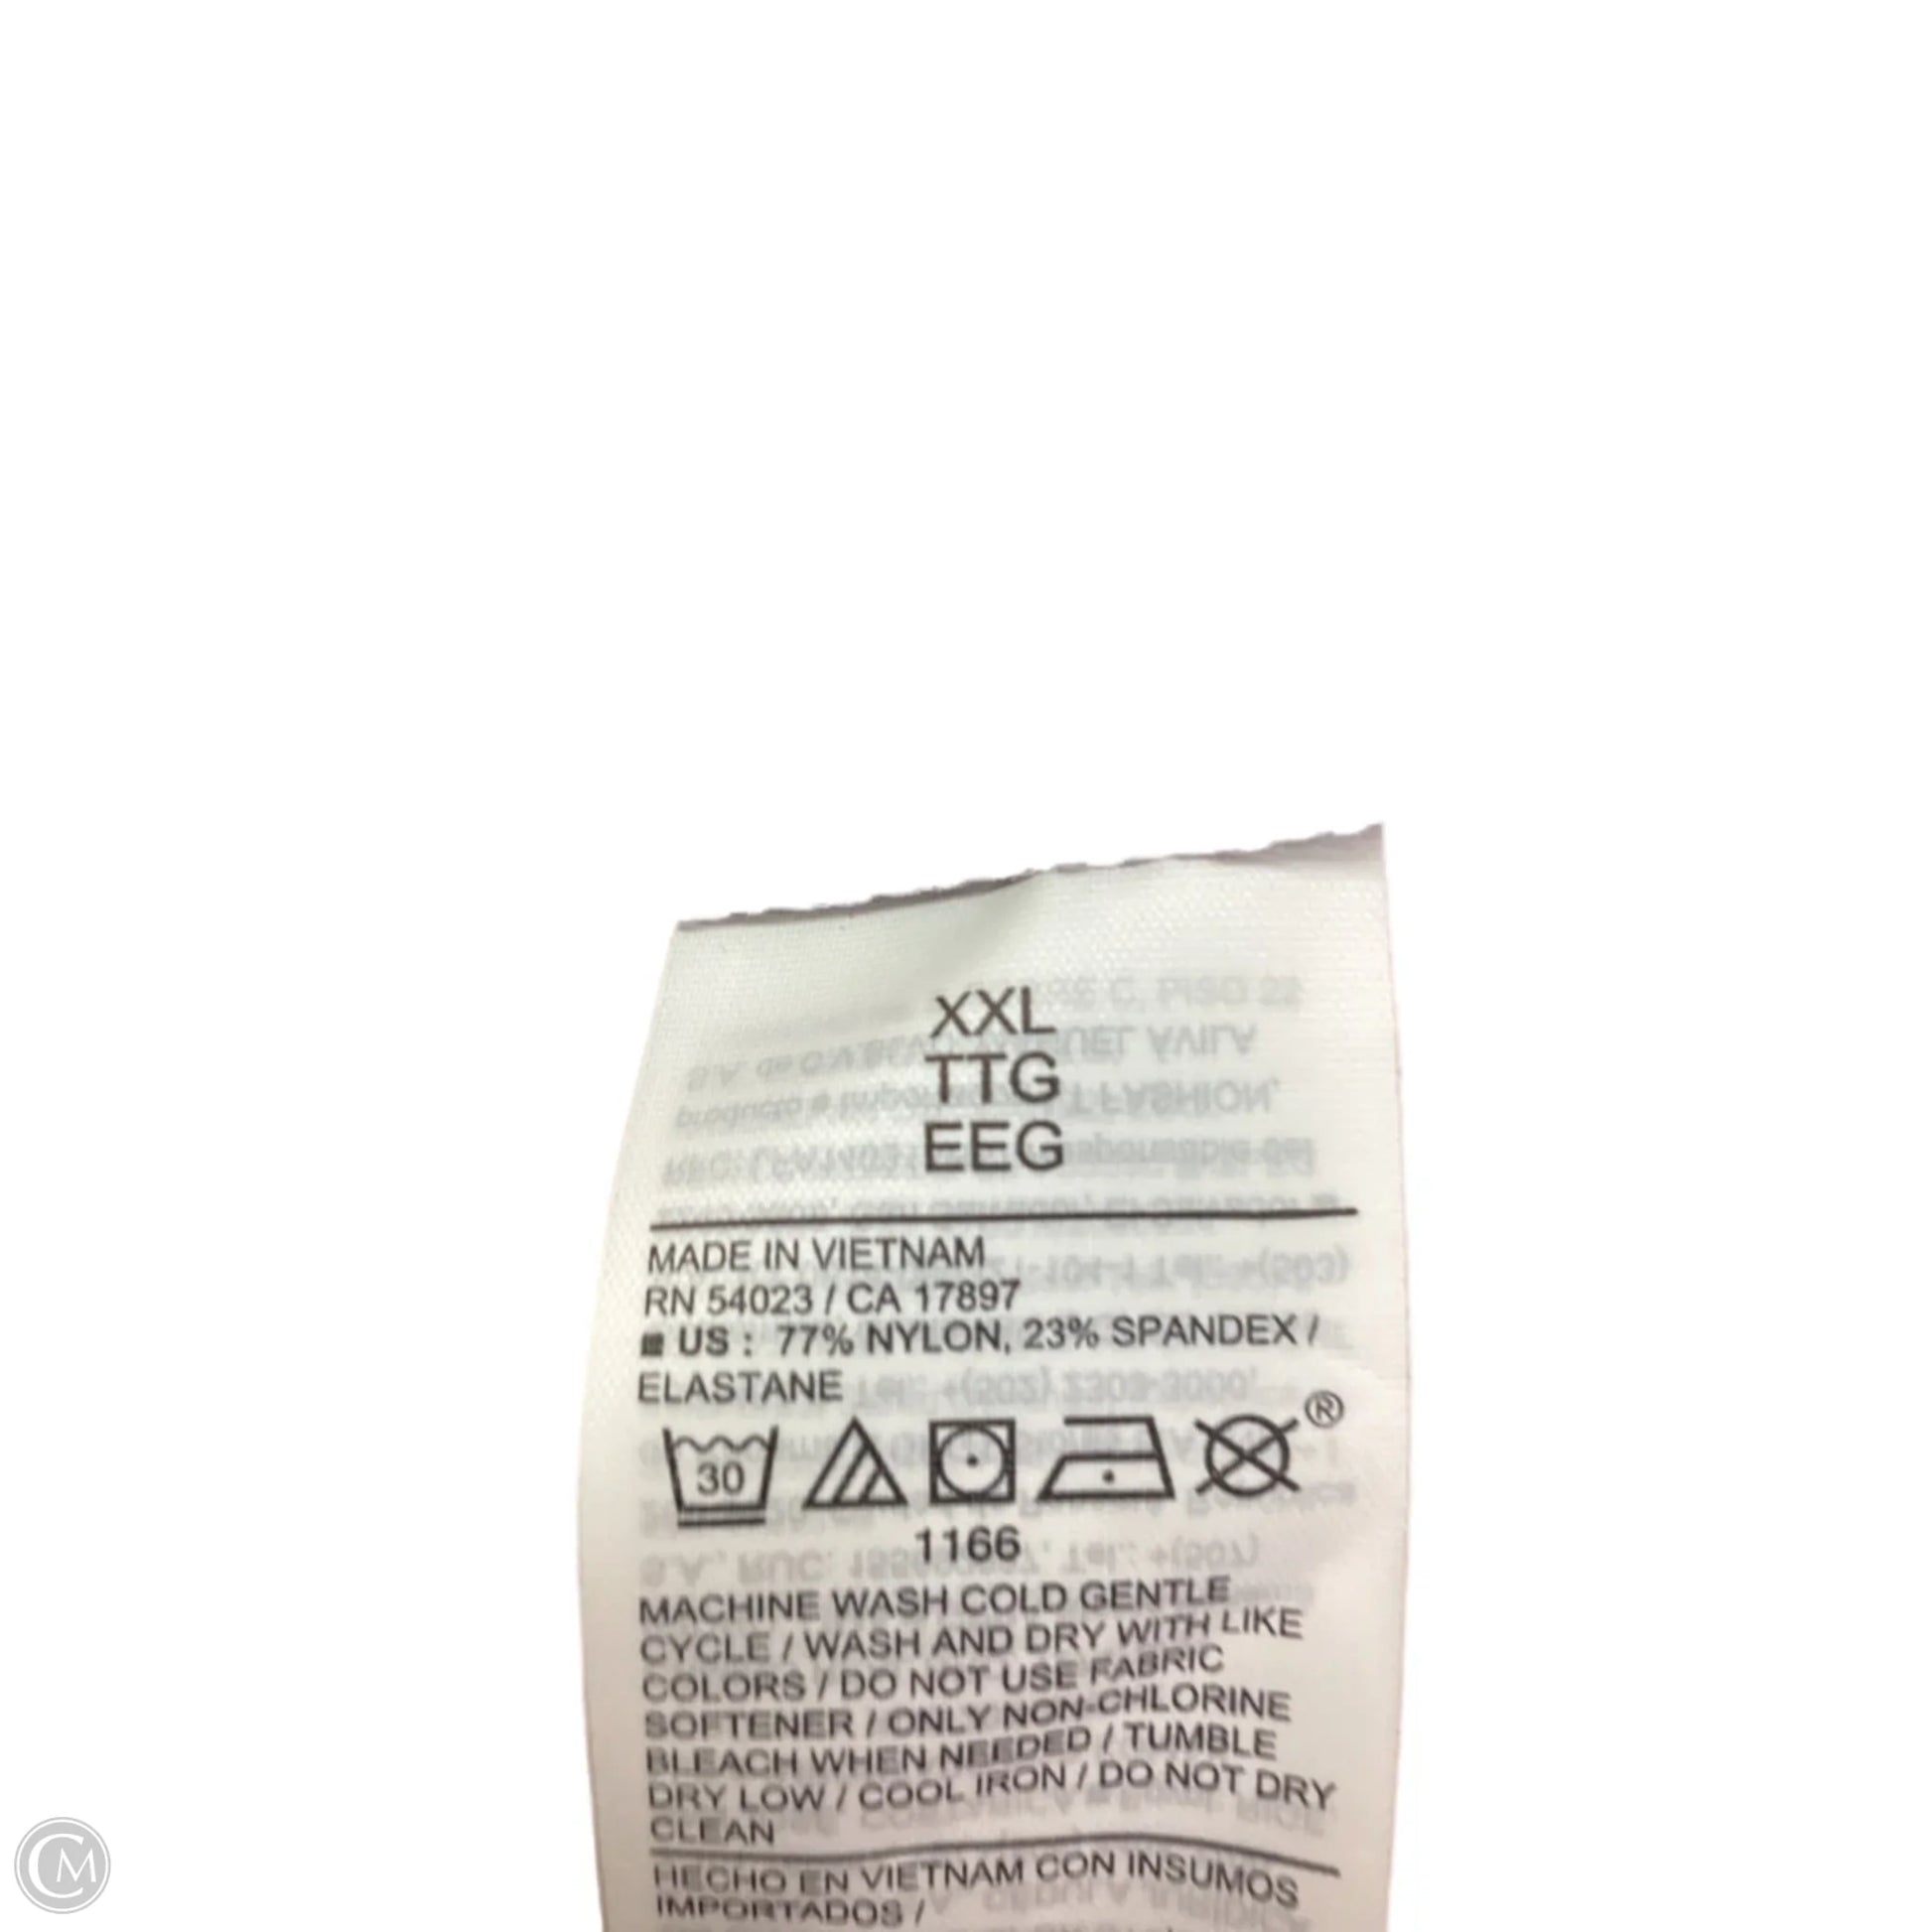 XXL
TTG
EEG
MADE IN VIETNAM
RN 54023 / CA 17897
US : 77% NYLON, 23% SPANDEX /
ELASTANE
30
®
1166
MACHINE WASH COLD GENTLE
CYCLE / WASH AND DRY WITH LIKE
COLORS / DO NOT USE FABRIC
SOFTENER / ONLY NON-CHLORINE
BLEACH WHEN NEEDED / TUMBLE
DRY LOW / COOL IRON / DO NOT DRY
CLEAN
HECHO EN VIETNAM CON INSUMOS
IMPORTADOS /
CM